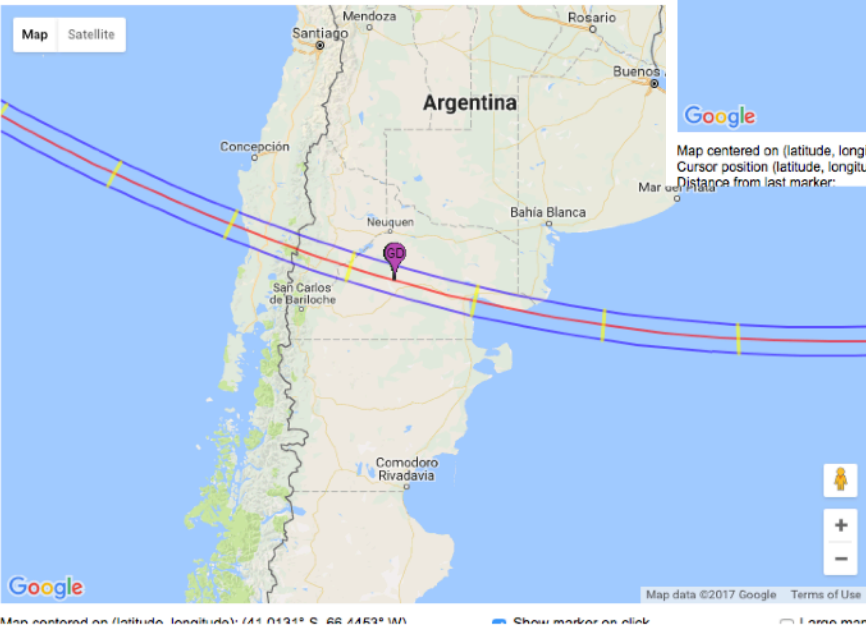 Map Satellite
Mendoza
Santiago
Rosario
Buenos
Argentina
Google
Map centered on (latitude, longi
Cursor position (latitude, longitu
Distance from last marker:
Concepción
Mar del Plata
Bahía Blanca
Neuquen
GD
San Carlos
de Bariloche
Comodoro
Rivadavia
+
−
Google
Map data ©2017 Google Terms of Use
Map centered on (latitude, longitude): (41.0131° S, 66.4453° W)
Show marker on click
Large mar